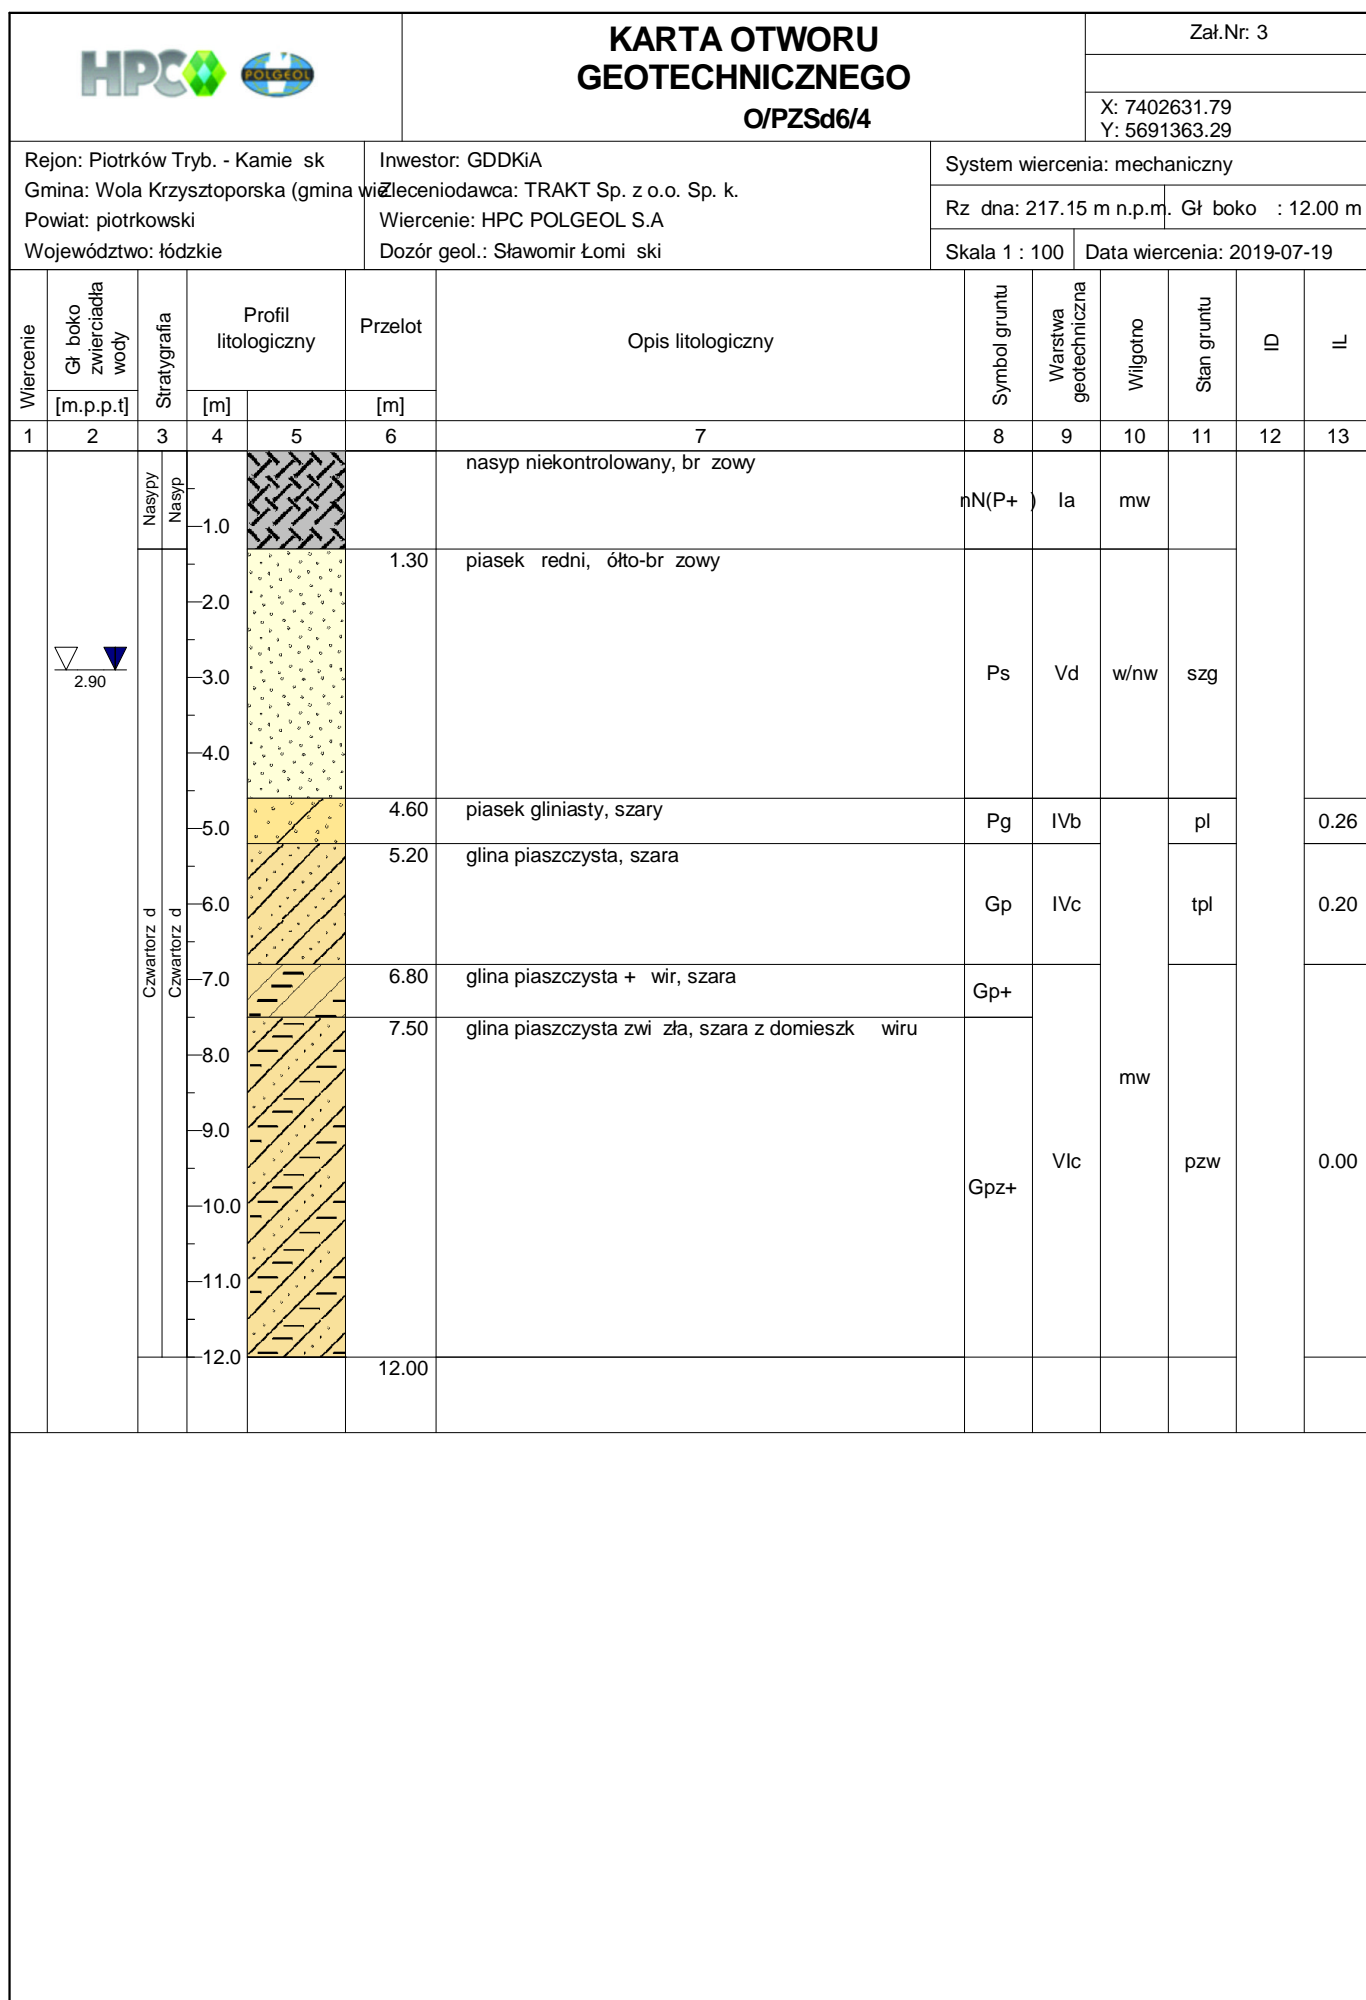 HPC POLGEOL
KARTA OTWORU
GEOTECHNICZNEGO
O/PZSd6/4
Zał.Nr: 3
X: 7402631.79
Y: 5691363.29
Rejon: Piotrków Tryb. - Kamie sk
Gmina: Wola Krzysztoporska (gmina wie
Powiat: piotrkowski
Województwo: łódzkie
Inwestor: GDDKiA
Zleceniodawca: TRAKT Sp. z o.o. Sp. k.
Wiercenie: HPC POLGEOL S.A
Dozór geol.: Sławomir Łomi ski
System wiercenia: mechaniczny
Rz dna: 217.15 m n.p.m. Gł boko : 12.00 m
Skala 1 : 100 Data wiercenia: 2019-07-19
Wiercenie
Gł boko
zwierciadła
wody
[m.p.p.t]
Stratygrafia
Profil
litologiczny
[m]
Przelot
[m]
Opis litologiczny
Symbol gruntu
Warstwa
geotechniczna
Wilgotno
Stan gruntu
ID
IL
1 2 3 4 5 6 7 8 9 10 11 12 13
Nasypy
Nasyp
nasyp niekontrolowany, br zowy
nN(P+ ) Ia mw
1.0
1.30 piasek redni, ółto-br zowy
2.0
2.90
3.0
Ps Vd w/nw szg
4.0
4.60 piasek gliniasty, szary
5.0
Pg IVb pl 0.26
5.20 glina piaszczysta, szara
6.0
Gp IVc tpl 0.20
Czwartorz d
Czwartorz d
7.0
6.80 glina piaszczysta + wir, szara
Gp+
7.50 glina piaszczysta zwi zła, szara z domieszk wiru
8.0
mw
9.0
VIc pzw 0.00
Gpz+
10.0
11.0
12.0
12.00